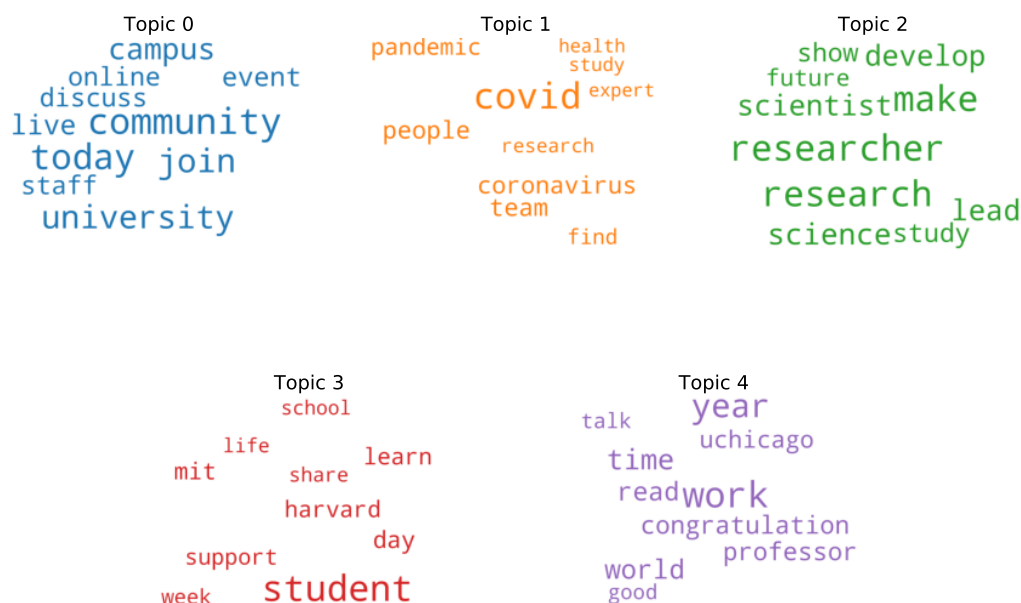 Topic 0
campus
online event
discuss
live community
today join
staff
university
Topic 1
pandemic health
study
covid expert
people
research
coronavirus
team
find
Topic 2
show develop
future
scientist make
researcher
research
lead
science study
Topic 3
school
life
learn
mit share
harvard
day
support
student
week
Topic 4
year
talk
uchicago
time
read work
congratulation
professor
world
good